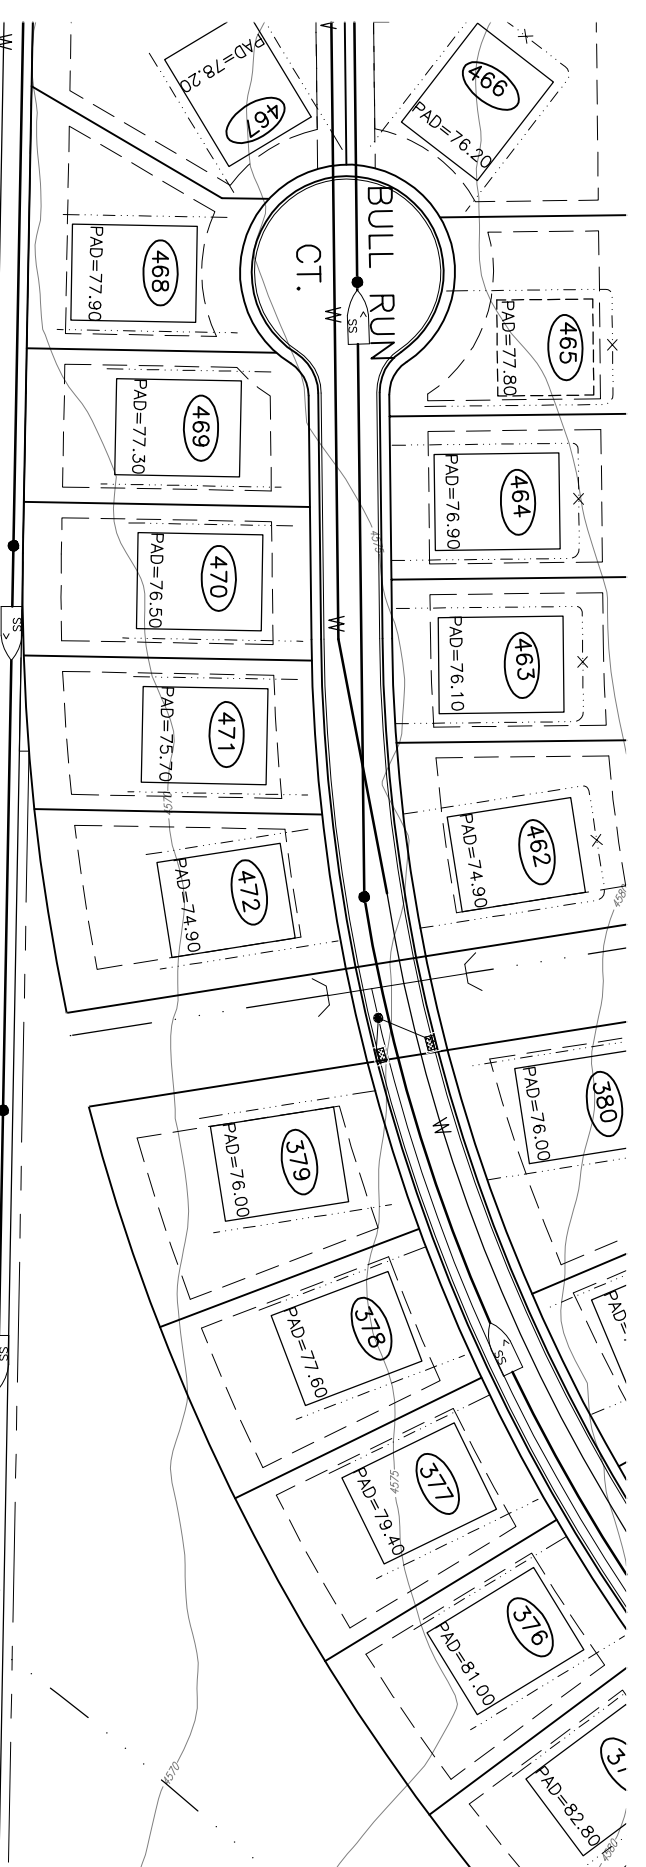 W
W
467
PAD=78.20
466
PAD=76.20
BULL RUN
CT.
W
SS
468
PAD=77.90
465
PAD=77.80
469
PAD=77.30
464
PAD=76.90
4575
470
PAD=76.50
463
PAD=76.10
W
SS
471
PAD=75.70
462
PAD=74.90
472
PAD=74.90
380
PAD=76.00
W
379
PAD=76.00
378
PAD=77.60
PAD=
SS
SS
377
PAD=79.40
4575
376
PAD=81.00
PAD=82.80
4570
4580